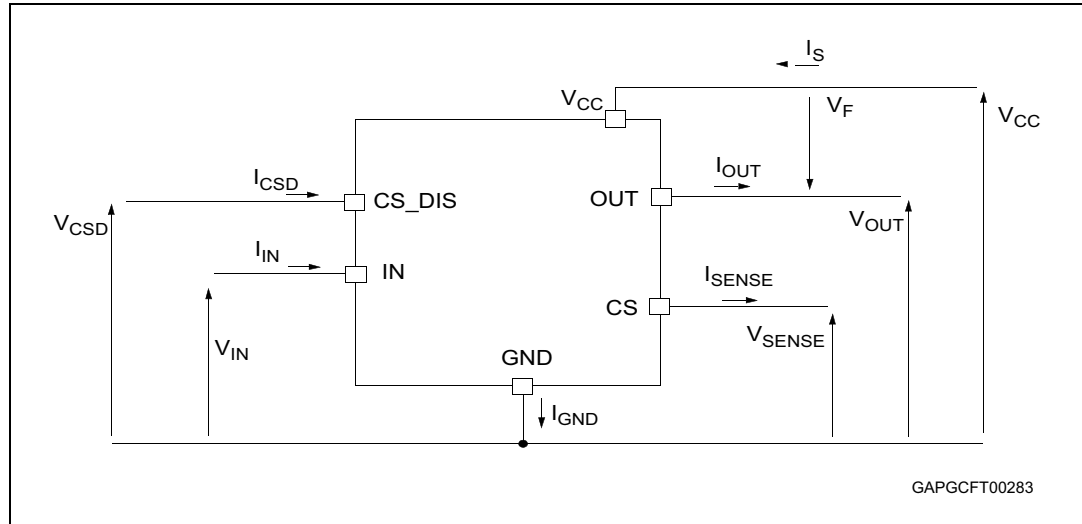 I_S
V_CC
V_F
V_CC
I_CSD
I_OUT
CS_DIS
OUT
V_CSD
V_OUT
I_IN
IN
I_SENSE
CS
V_IN
V_SENSE
GND
I_GND
GAPGCFT00283